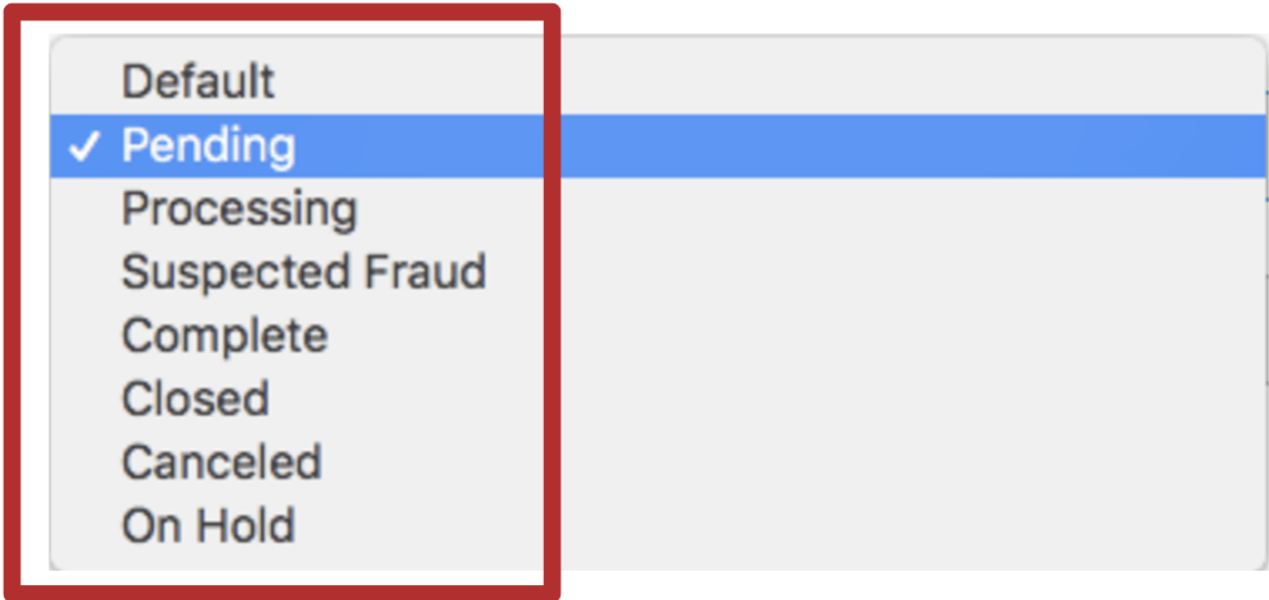 Default
✓ Pending
Processing
Suspected Fraud
Complete
Closed
Canceled
On Hold